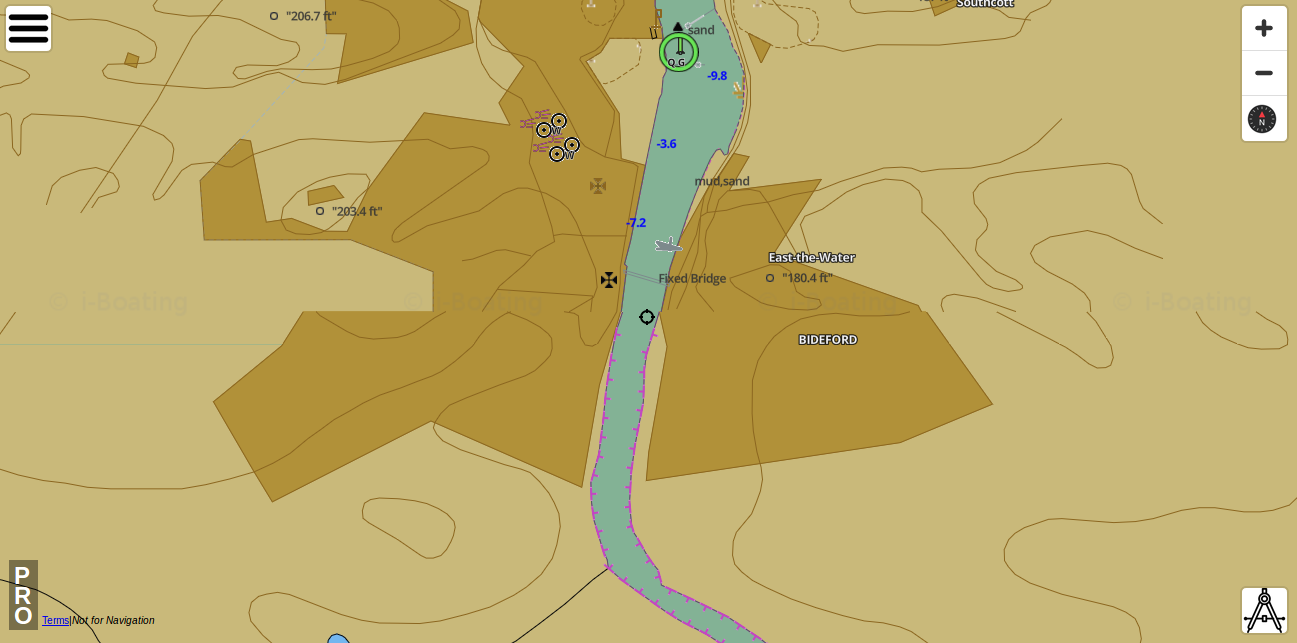 Southcott
"206.7 ft"
sand
Q.G
-9.8
W
-3.6
W
mud,sand
"203.4 ft"
-7.2
East-the-Water
Fixed Bridge
"180.4 ft"
© i-Boating
© i-Boating
© i-Boating
© i-Boating
BIDEFORD
N
PRO
Terms|Not for Navigation